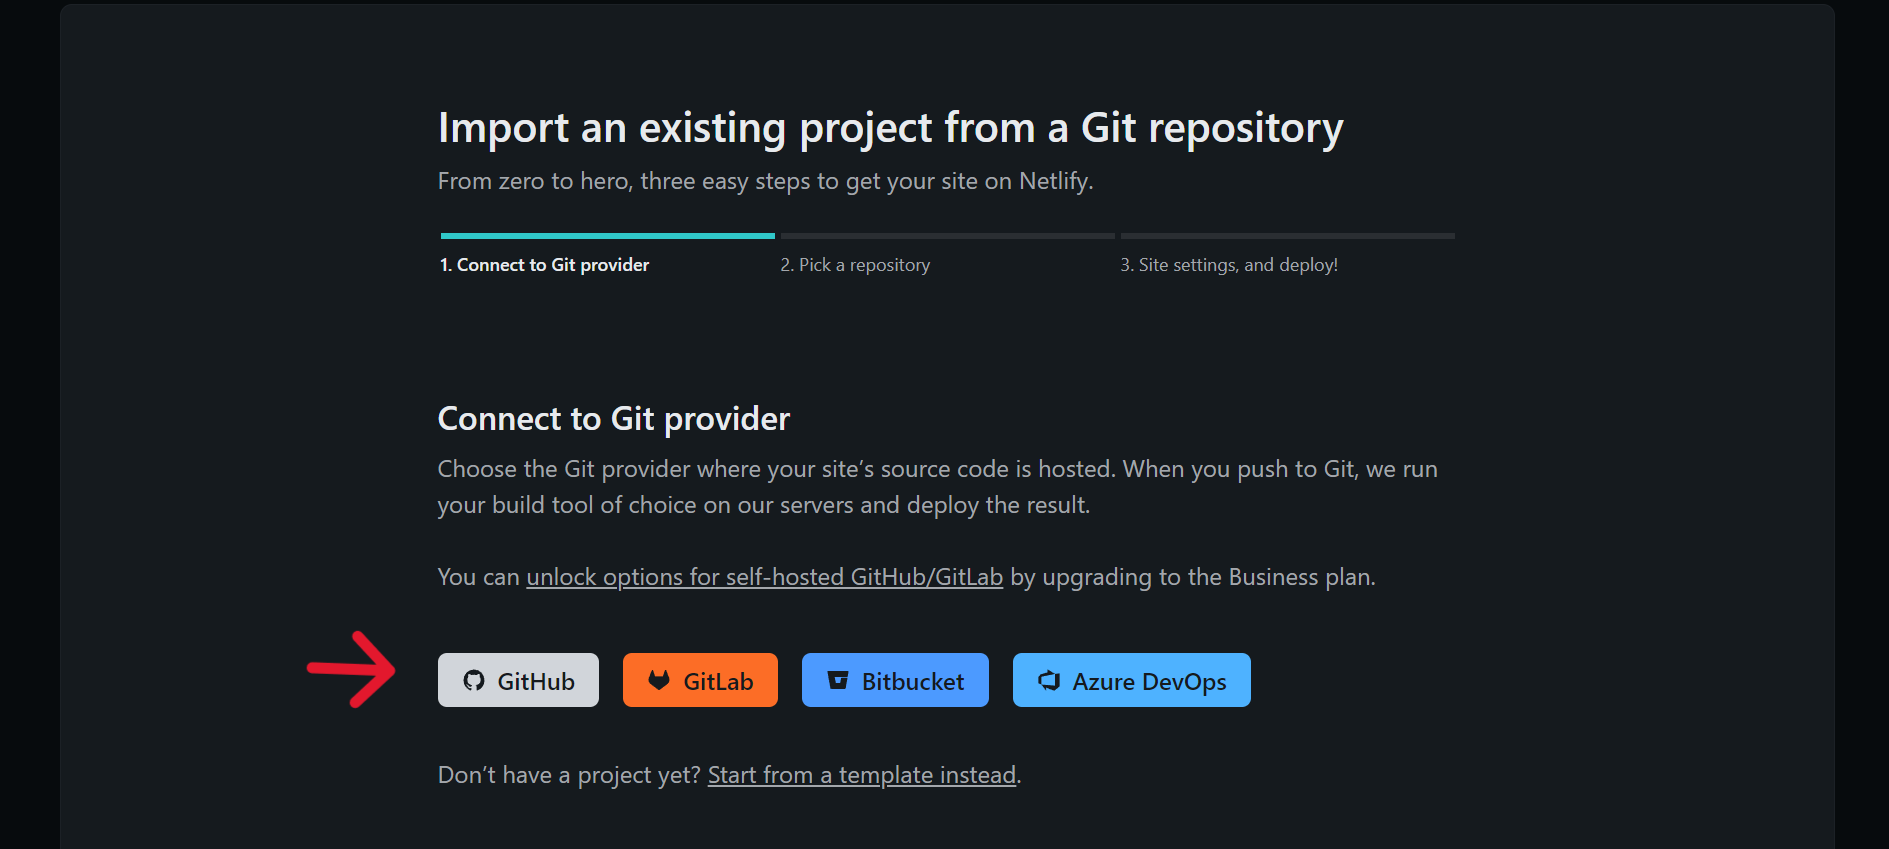 Import an existing project from a Git repository
From zero to hero, three easy steps to get your site on Netlify.
1. Connect to Git provider
2. Pick a repository
3. Site settings, and deploy!
Connect to Git provider
Choose the Git provider where your site’s source code is hosted. When you push to Git, we run
your build tool of choice on our servers and deploy the result.
You can unlock options for self-hosted GitHub/GitLab by upgrading to the Business plan.
GitHub
GitLab
Bitbucket
Azure DevOps
Don’t have a project yet? Start from a template instead.